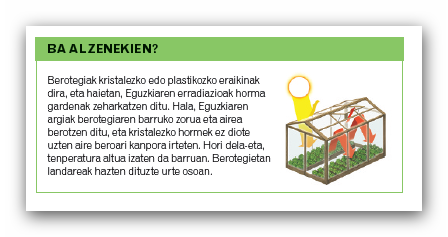 BA AL ZENEKIEN?
Berotegiak kristalezko edo plastikozko eraikinak
dira, eta haietan, Eguzkiaren erradiazioak horma
gardenak zeharkatzen ditu. Hala, Eguzkiaren
argiak berotegiaren barruko zorua eta airea
berotzen ditu, eta kristalezko hormek ez diote
uzten aire beroari kanpora irteten. Hori dela-eta,
tenperatura altua izaten da barruan. Berotegietan
landareak hazten dituzte urte osoan.